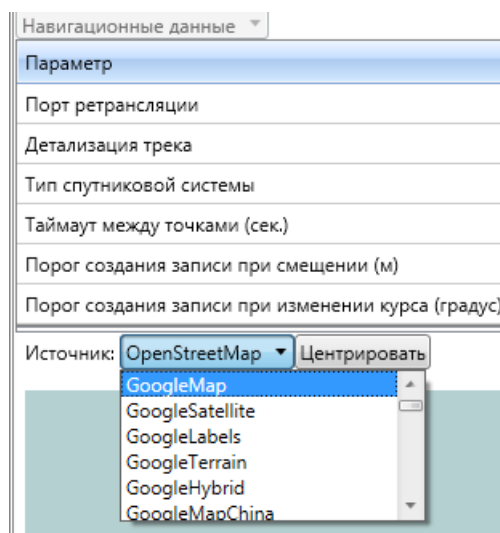 Навигационные данные
Параметр
Порт ретрансляции
Детализация трека
Тип спутниковой системы
Таймаут между точками (сек.)
Порог создания записи при смещении (м)
Порог создания записи при изменении курса (градус)
Источник: OpenStreetMap Центрировать
GoogleMap
GoogleSatellite
GoogleLabels
GoogleTerrain
GoogleHybrid
GoogleMapChina